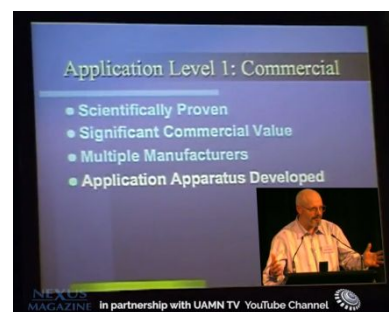 Application Level 1: Commercial
Scientifically Proven
Significant Commercial Value
Multiple Manufacturers
Application Apparatus Developed
NEXUS
MAGAZINE in partnership with UAMN TV YouTube Channel